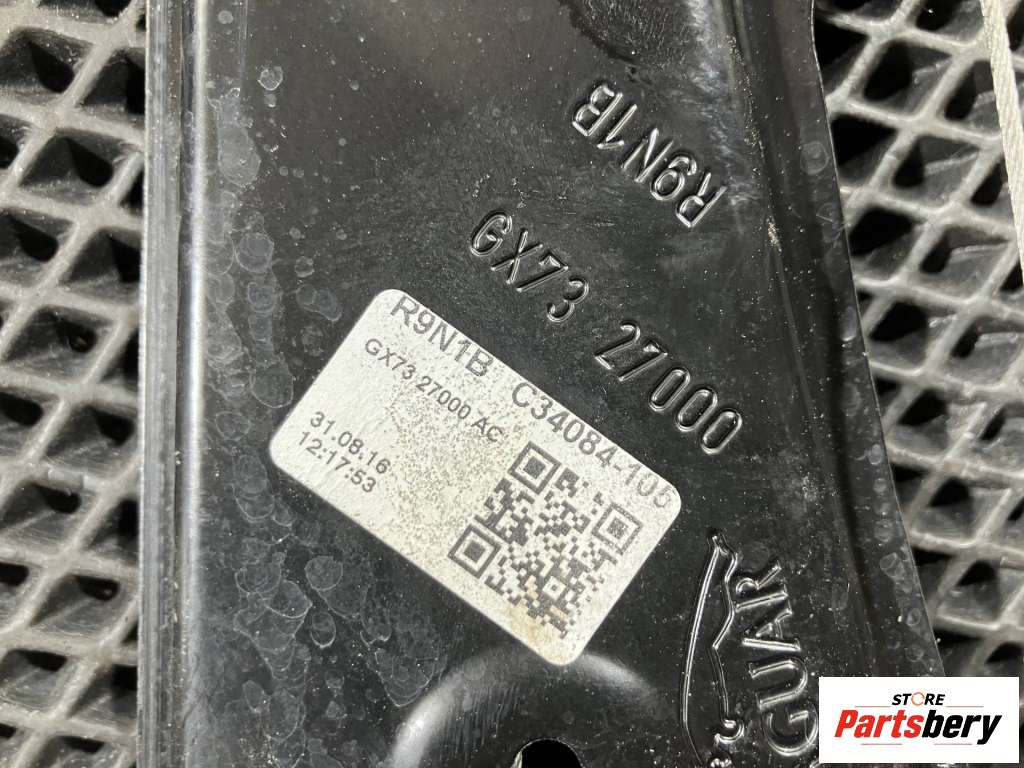 R9N1B
GX73 27000
R9N1B C34084-105
GX73 27000 AC
31.08.16
12:17:53
GUAR
STORE
Partsbery